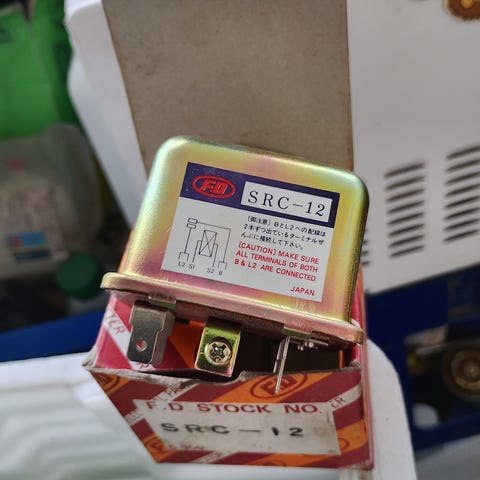 F.D
SRC-12
〔御注意〕BとL2への配線は
2本ずつ出ているターミナルぜ
んぶに接続して下さい。
[CAUTION] MAKE SURE
ALL TERMINALS OF BOTH
B & L2 ARE CONNECTED.
L2 S1 S2 B
JAPAN
F.D
F.D STOCK NO.
SRC-12